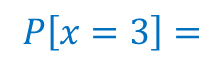 P[x = 3] =